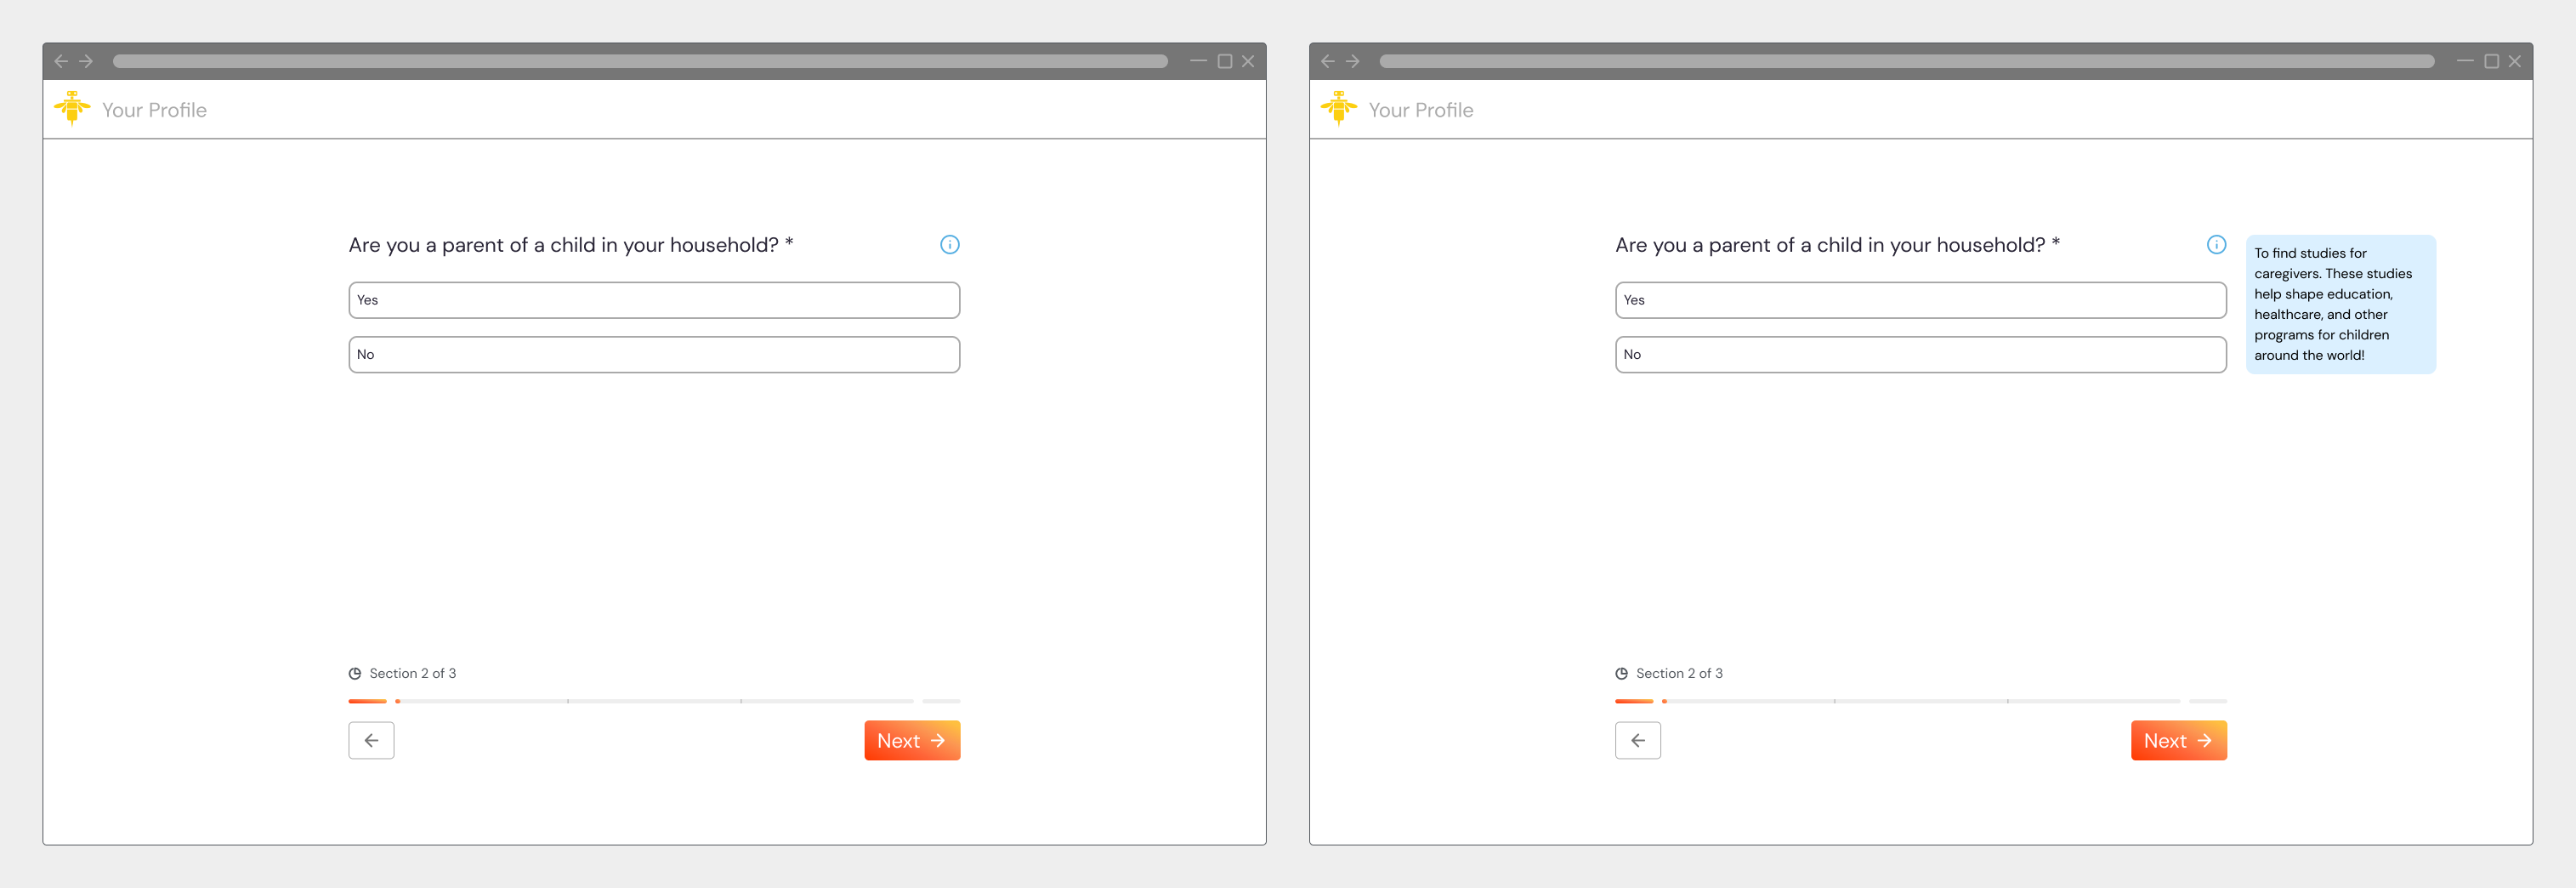 Your Profile
Are you a parent of a child in your household? *
Yes
No
Section 2 of 3
Next
Your Profile
Are you a parent of a child in your household? *
To find studies for
caregivers. These studies
help shape education,
healthcare, and other
programs for children
around the world!
Yes
No
Section 2 of 3
Next